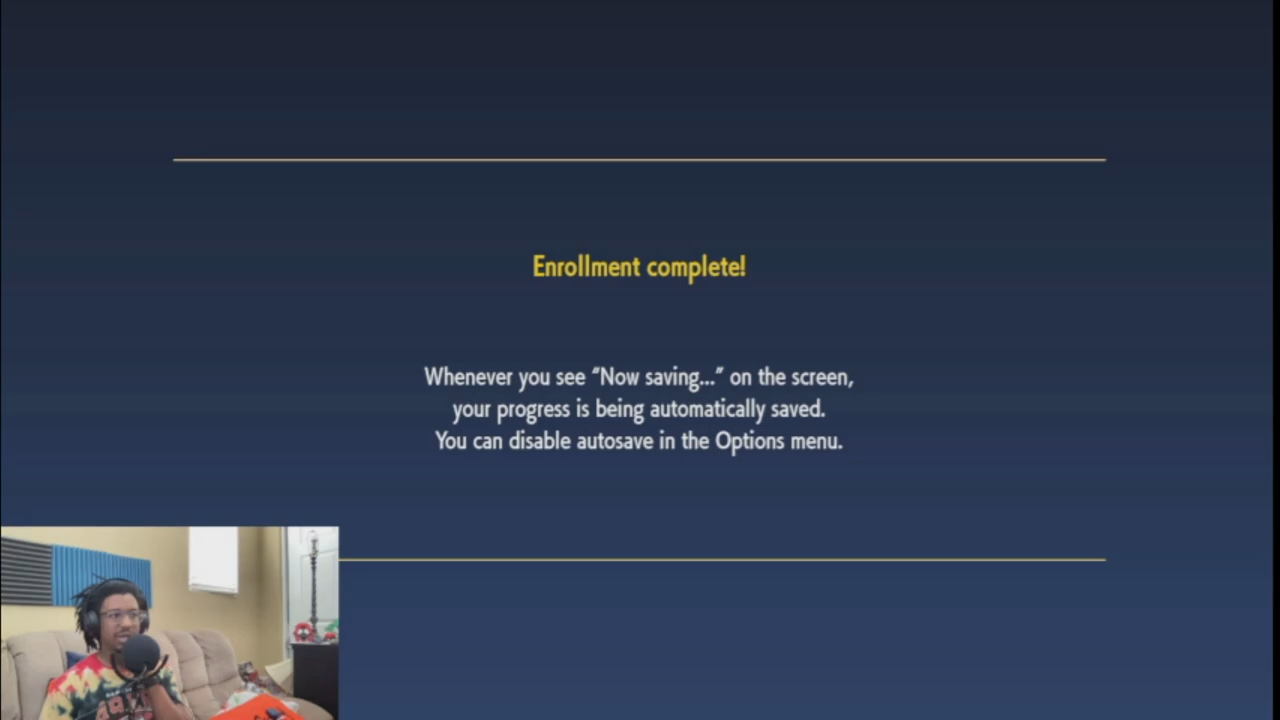 Enrollment complete!
Whenever you see “Now saving...” on the screen,
your progress is being automatically saved.
You can disable autosave in the Options menu.